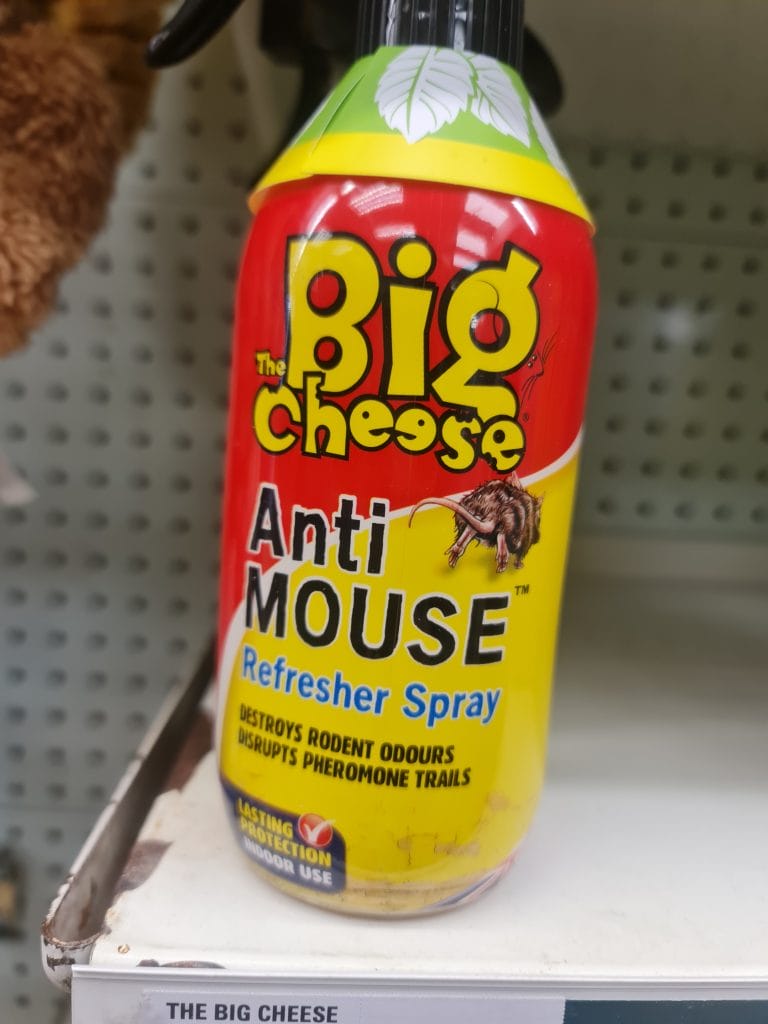 The Big
Cheese
Anti
MOUSE™
Refresher Spray
DESTROYS RODENT ODOURS
DISRUPTS PHEROMONE TRAILS
LASTING
PROTECTION
INDOOR USE
THE BIG CHEESE